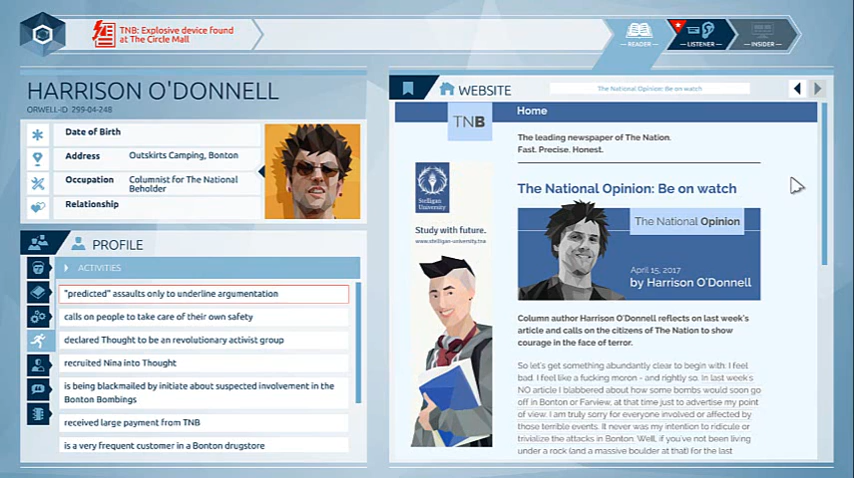 TNB: Explosive device found
at The Circle Mall
READER
LISTENER
INSIDER
HARRISON O'DONNELL
ORWELL-ID 299-04-248
Date of Birth
Address Outskirts Camping, Bonton
Occupation Columnist for The National
Beholder
Relationship
PROFILE
ACTIVITIES
"predicted" assaults only to underline argumentation
calls on people to take care of their own safety
declared Thought to be an revolutionary activist group
recruited Nina into Thought
is being blackmailed by initiate about suspected involvement in the
Bonton Bombings
received large payment from TNB
is a very frequent customer in a Bonton drugstore
WEBSITE
The National Opinion: Be on watch
TNB
Home
The leading newspaper of The Nation.
Fast. Precise. Honest.
Stelligan
University
Study with future.
www.stelligan-university.tna
The National Opinion: Be on watch
The National Opinion
April 15, 2017
by Harrison O'Donnell
Column author Harrison O'Donnell reflects on last week's
article and calls on the citizens of The Nation to show
courage in the face of terror.
So let's get something abundantly clear to begin with: I feel
bad. I feel like a fucking moron - and rightly so. In last week's
NO article I blabbered about how some bombs would soon go
off in Bonton or Farview, at that time just to advertise my point
of view. I am truly sorry for everyone involved or affected by
those terrible events. It never was my intention to ridicule or
trivialize the attacks in Bonton. Well, if you've not been living
under a rock (and a massive boulder at that) for the last